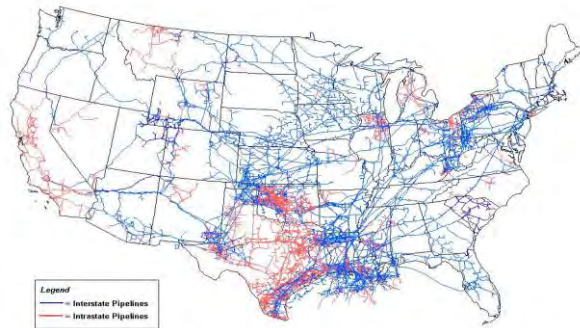 Legend
= Interstate Pipelines
= Intrastate Pipelines